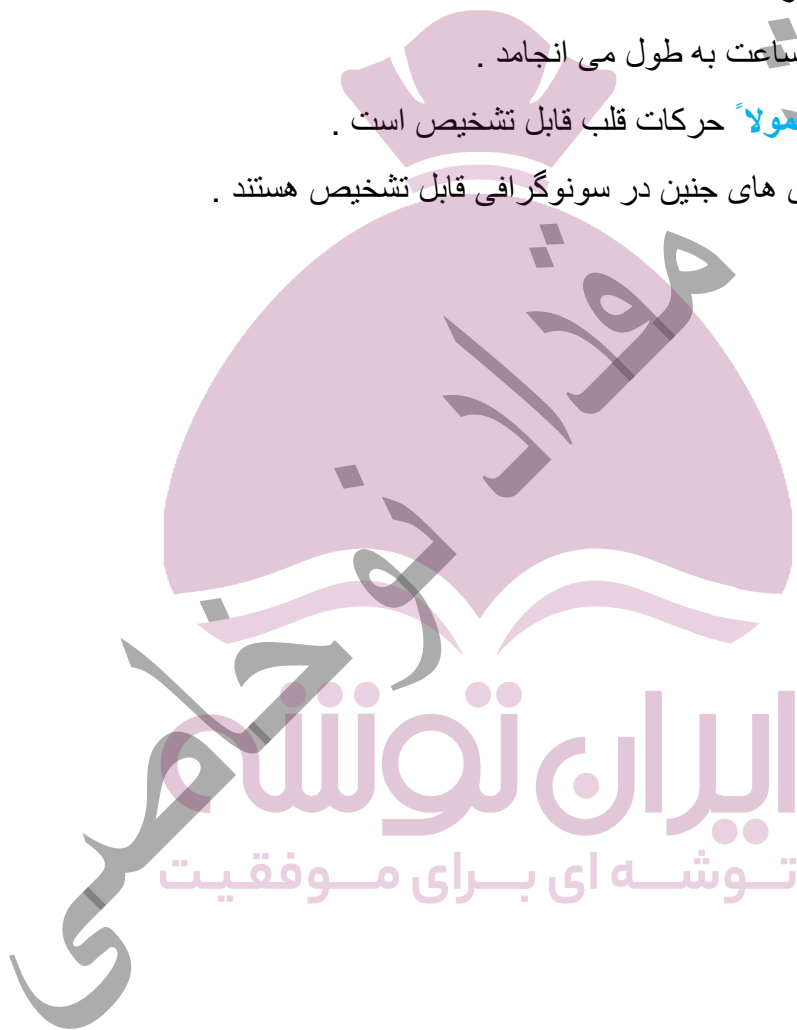 ساعت به طول می انجامد .
مولا ً حرکات قلب قابل تشخیص است .
های جنین در سونوگرافی قابل تشخیص هستند .
مقداد نوخاصی
ایران توشه
توشه ای برای موفقیت